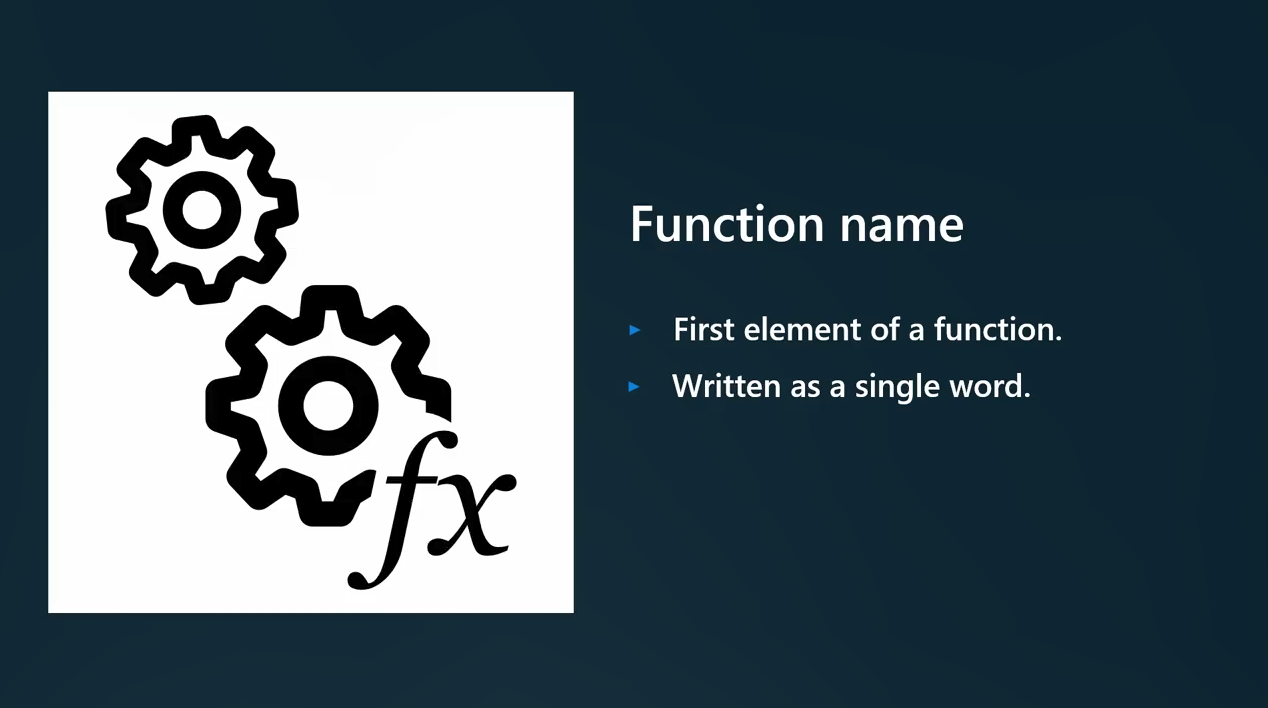 fx
Function name
First element of a function.
Written as a single word.